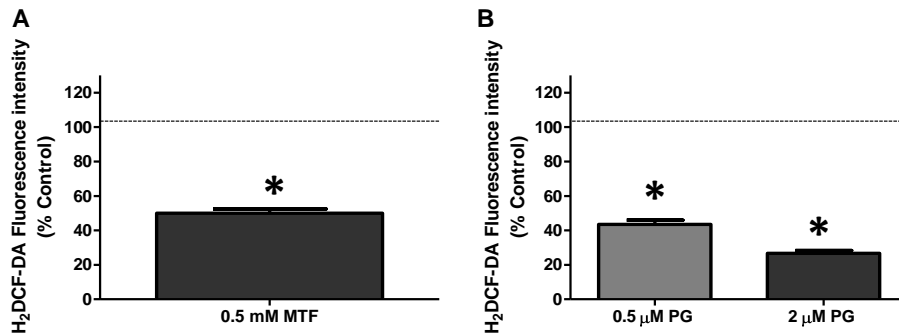 A
H₂DCF-DA Fluorescence intensity
(% Control)
120
100
80
60
40
20
0
*
0.5 mM MTF
B
H₂DCF-DA Fluorescence intensity
(% Control)
120
100
80
60
40
20
0
*
*
0.5 μM PG
2 μM PG